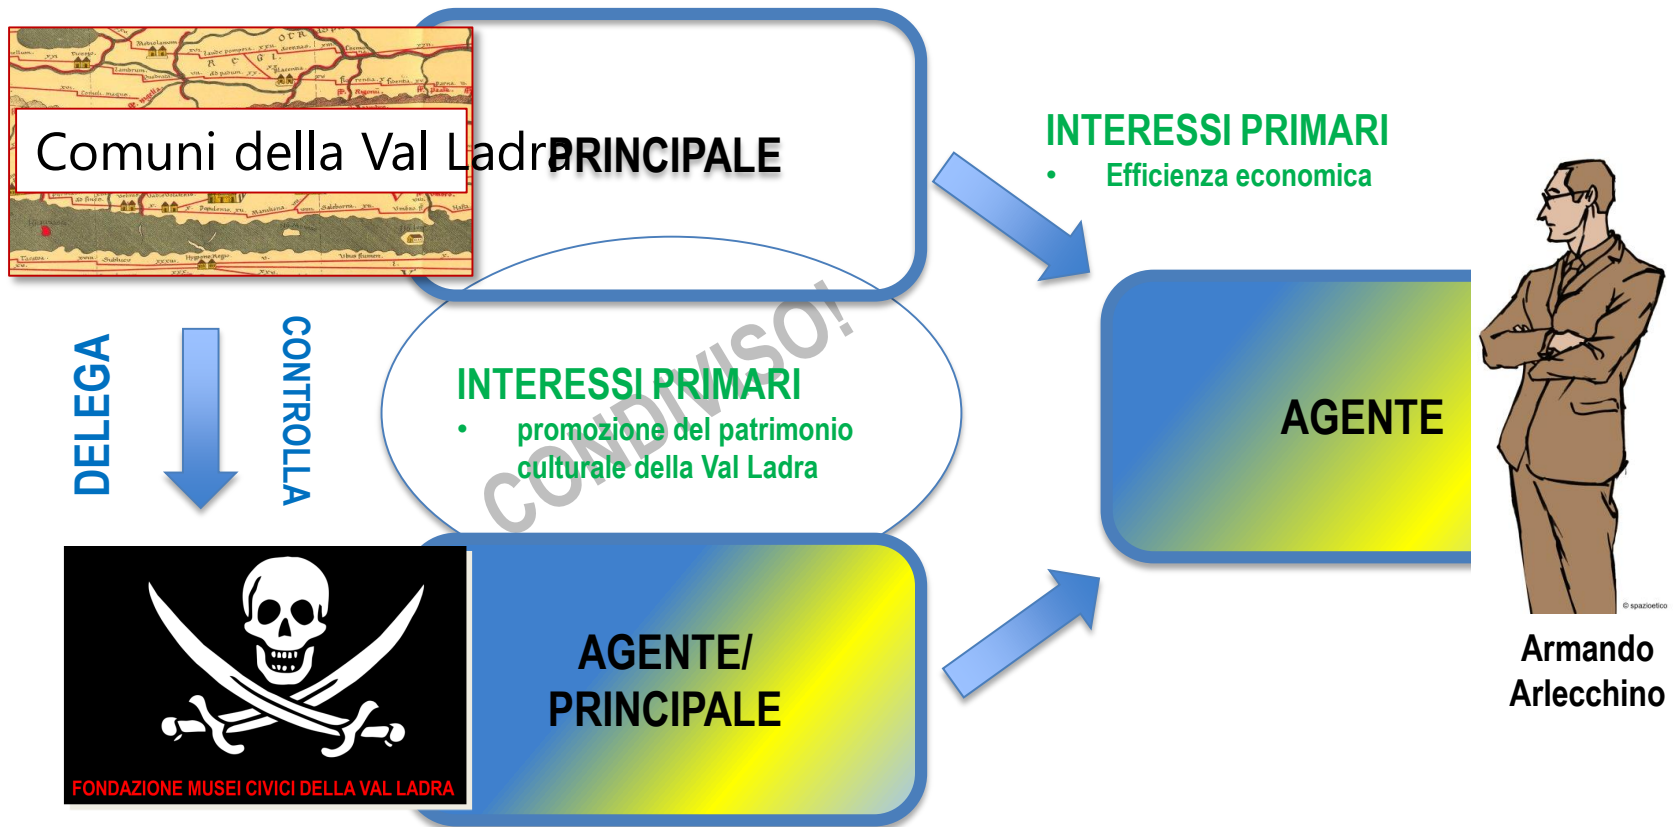 Comuni della Val Ladra
PRINCIPALE
INTERESSI PRIMARI
• Efficienza economica
DELEGA
CONTROLLA
CONDIVISO!
INTERESSI PRIMARI
• promozione del patrimonio
culturale della Val Ladra
AGENTE
© spazioetico
Armando
Arlecchino
AGENTE/
PRINCIPALE
FONDAZIONE MUSEI CIVICI DELLA VAL LADRA